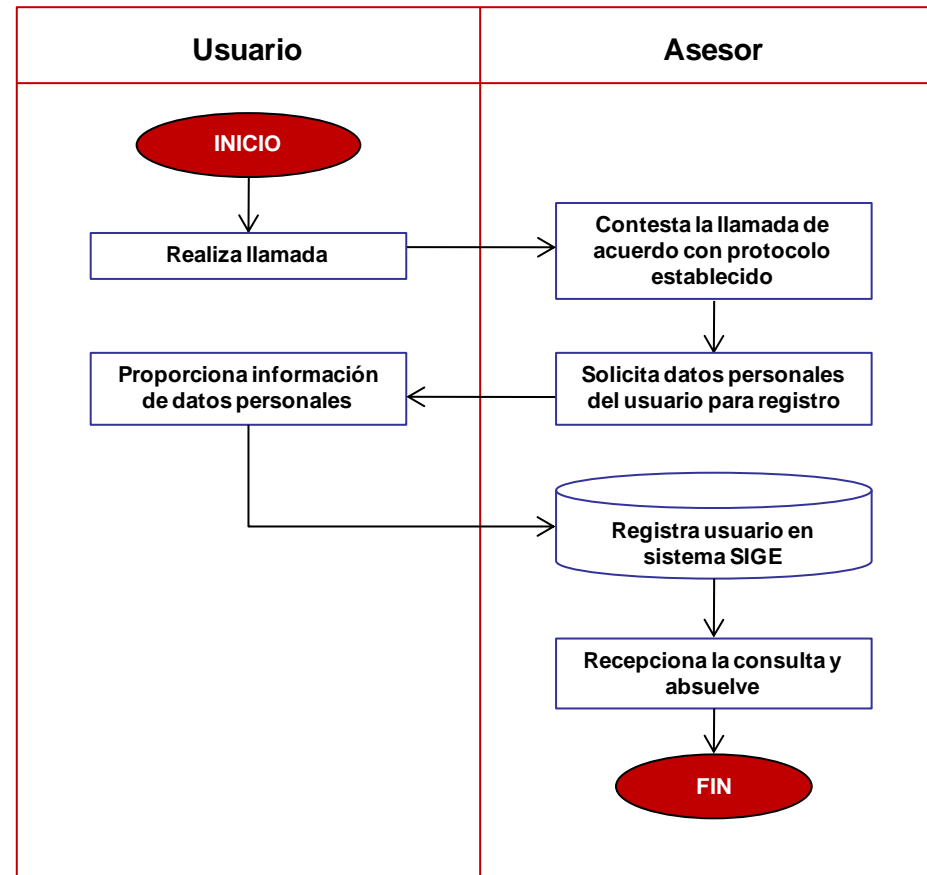 Usuario
Asesor
INICIO
Realiza llamada
Contesta la llamada de
acuerdo con protocolo
establecido
Solicita datos personales
del usuario para registro
Proporciona información
de datos personales
Registra usuario en
sistema SIGE
Recepciona la consulta y
absuelve
FIN